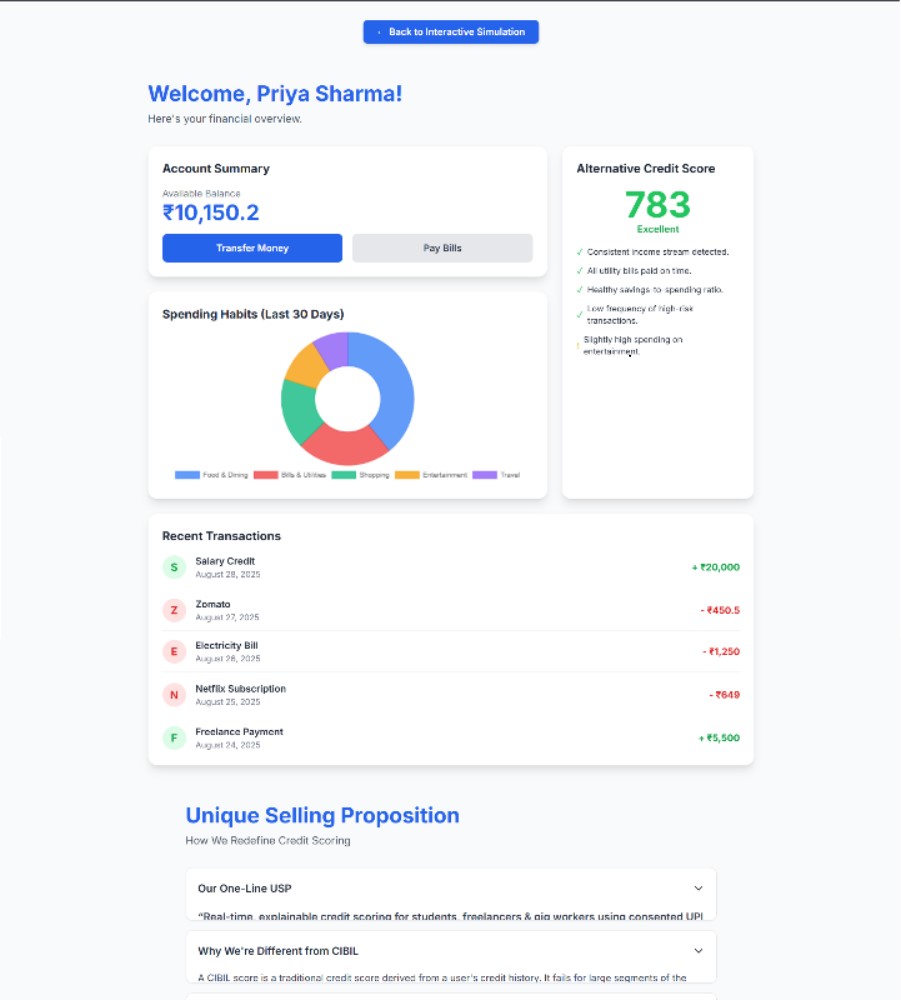 ‹ Back to Interactive Simulation
Welcome, Priya Sharma!
Here's your financial overview.
Account Summary
Available Balance
₹10,150.2
Transfer Money
Pay Bills
Alternative Credit Score
783
Excellent
✓ Consistent income stream detected.
✓ All utility bills paid on time.
✓ Healthy savings-to-spending ratio.
✓ Low frequency of high-risk
transactions.
! Slightly high spending on
entertainment.
Spending Habits (Last 30 Days)
Food & Dining
Bills & Utilities
Shopping
Entertainment
Travel
Recent Transactions
S
Salary Credit
August 28, 2025
+ ₹20,000
Z
Zomato
August 27, 2025
- ₹450.5
E
Electricity Bill
August 26, 2025
- ₹1,250
N
Netflix Subscription
August 25, 2025
- ₹649
F
Freelance Payment
August 24, 2025
+ ₹5,500
Unique Selling Proposition
How We Redefine Credit Scoring
Our One-Line USP
“Real-time, explainable credit scoring for students, freelancers & gig workers using consented UPI
Why We're Different from CIBIL
A CIBIL score is a traditional credit score derived from a user's credit history. It fails for large segments of the